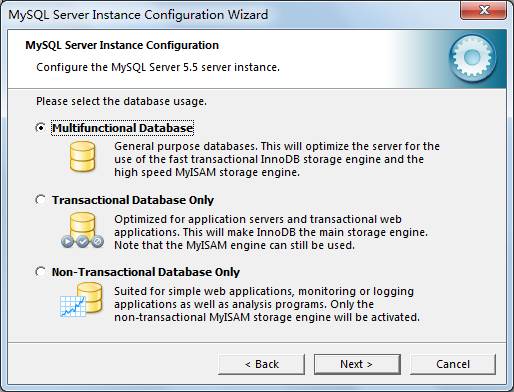 MySQL Server Instance Configuration Wizard
MySQL Server Instance Configuration
Configure the MySQL Server 5.5 server instance.
Please select the database usage.
Multifunctional Database
General purpose databases. This will optimize the server for the
use of the fast transactional InnoDB storage engine and the
high speed MyISAM storage engine.
Transactional Database Only
Optimized for application servers and transactional web
applications. This will make InnoDB the main storage engine.
Note that the MyISAM engine can still be used.
Non-Transactional Database Only
Suited for simple web applications, monitoring or logging
applications as well as analysis programs. Only the
non-transactional MyISAM storage engine will be activated.
< Back
Next >
Cancel